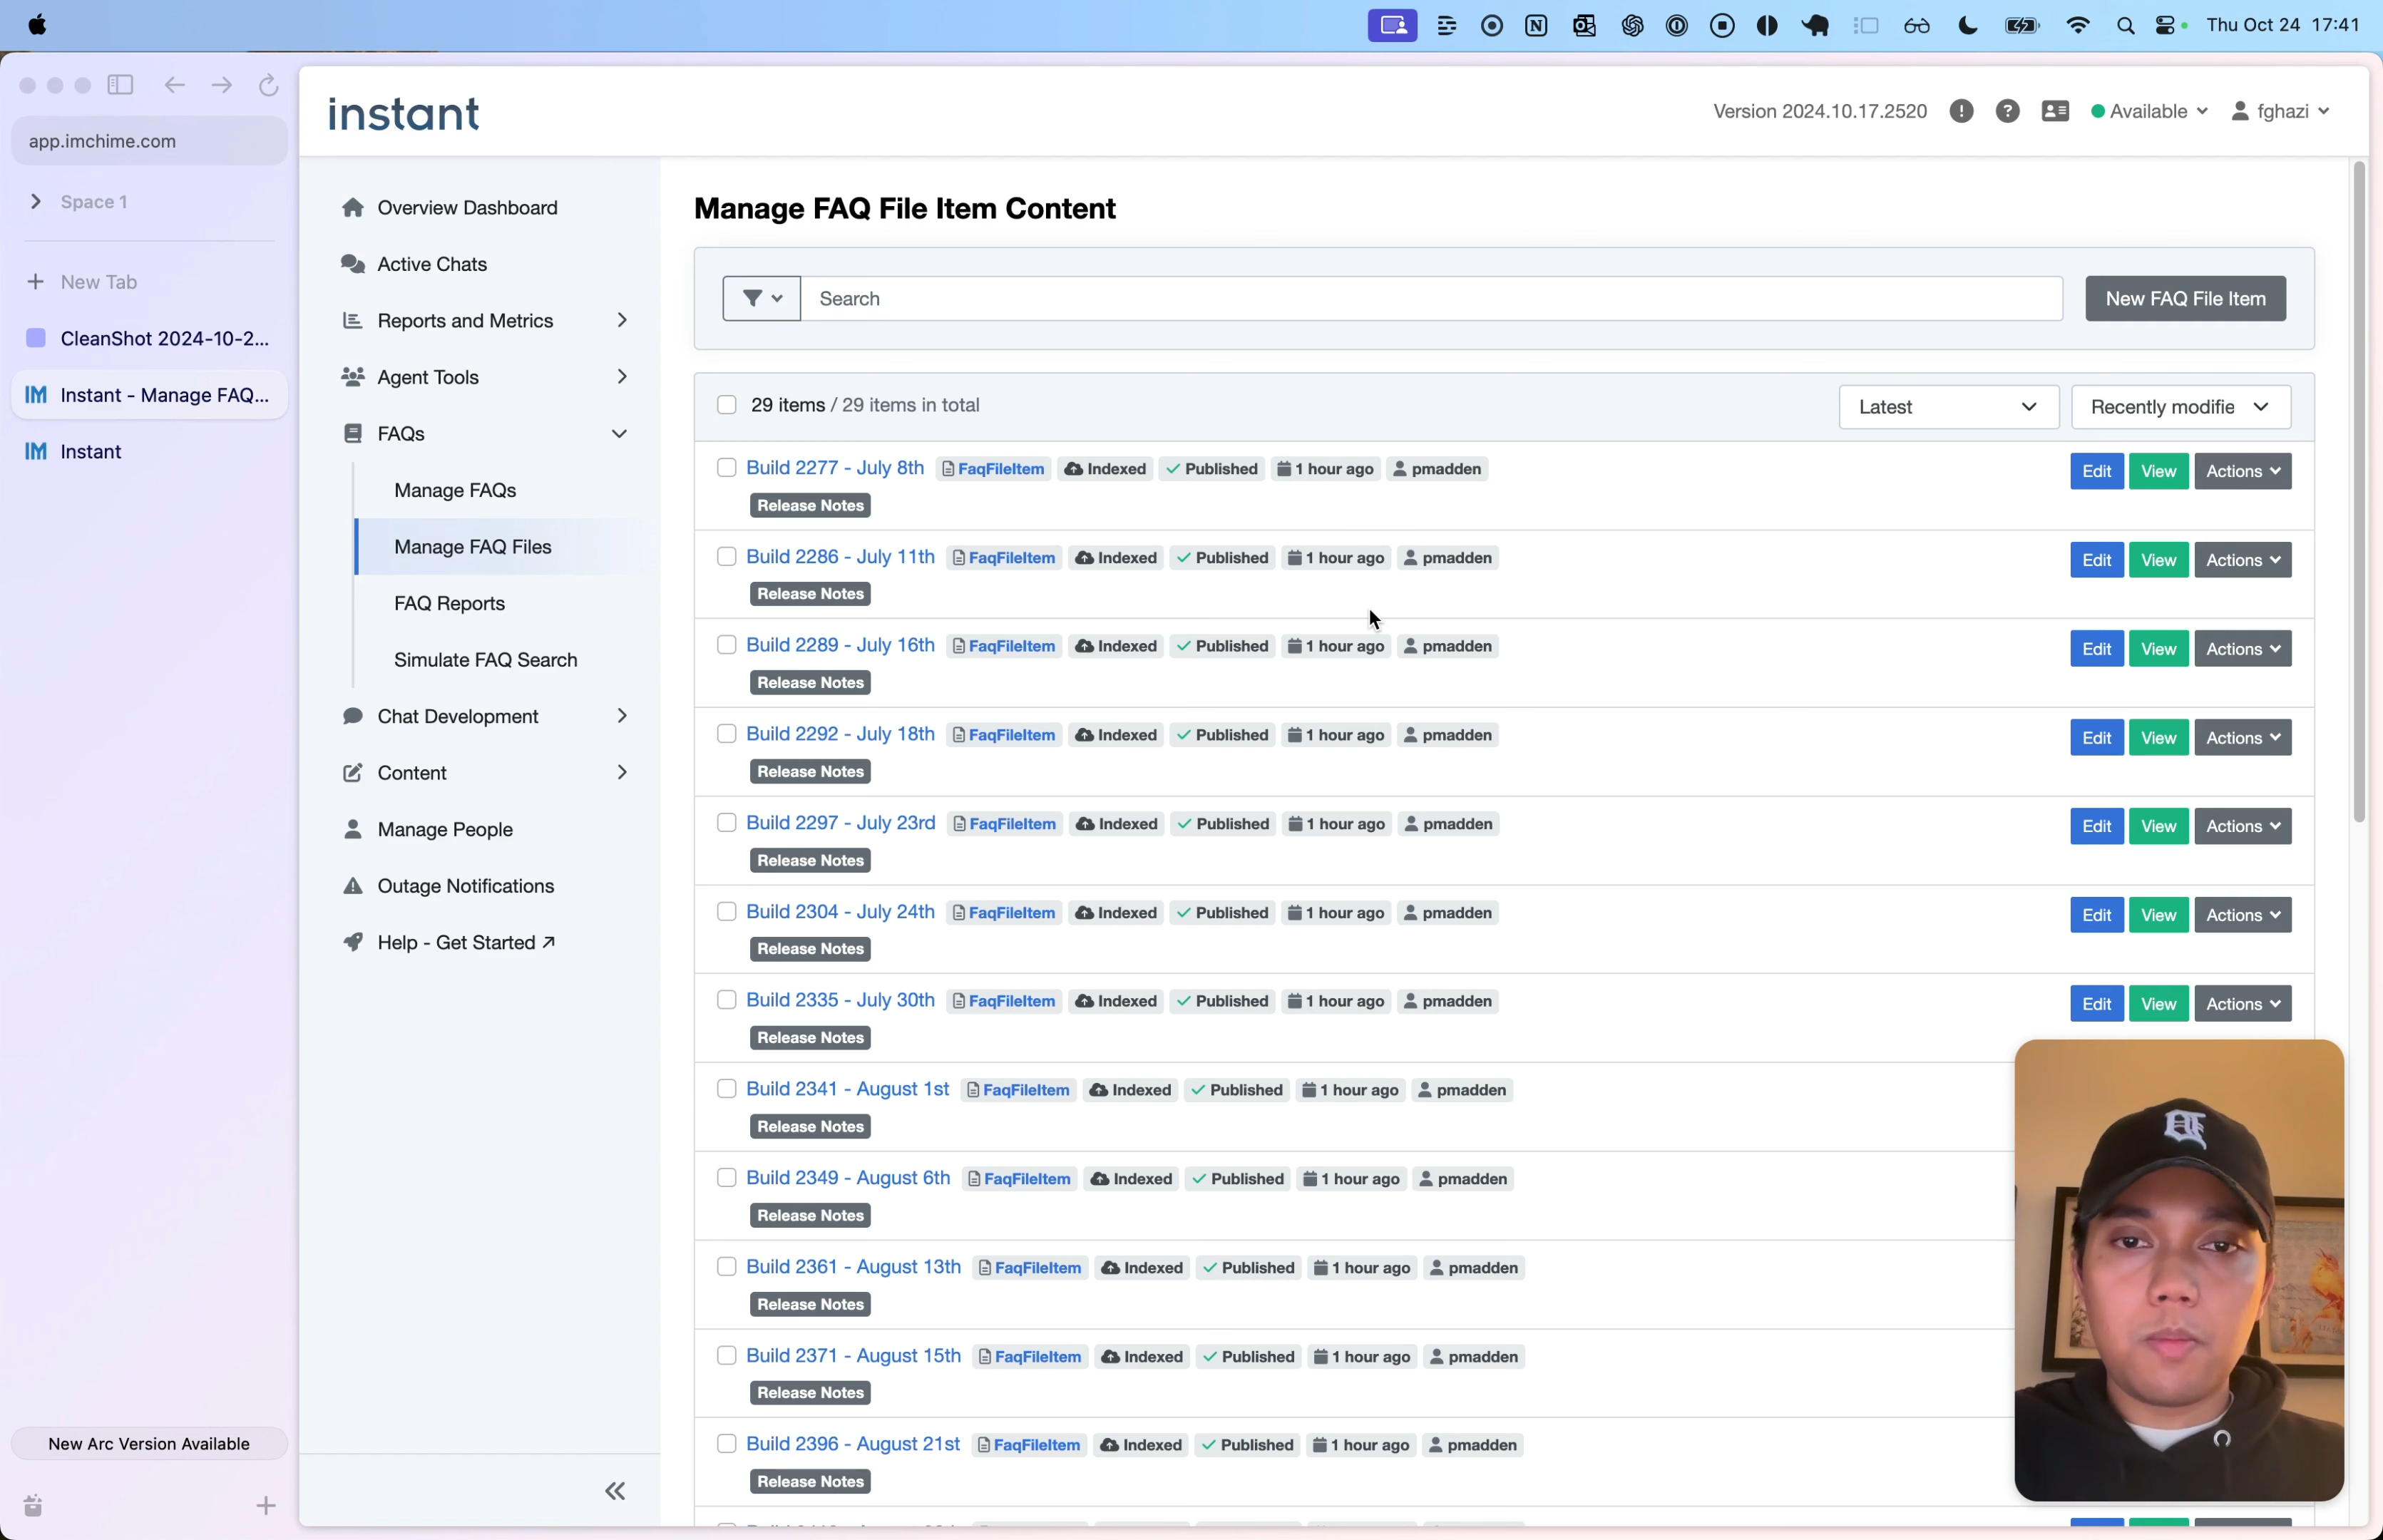 Thu Oct 24 17:41
app.imchime.com
Space 1
New Tab
CleanShot 2024-10-2...
Instant - Manage FAQ...
Instant
New Arc Version Available
instant
Version 2024.10.17.2520
Available
fghazi
Overview Dashboard
Active Chats
Reports and Metrics
Agent Tools
FAQs
Manage FAQs
Manage FAQ Files
FAQ Reports
Simulate FAQ Search
Chat Development
Content
Manage People
Outage Notifications
Help - Get Started
Manage FAQ File Item Content
Search
New FAQ File Item
29 items / 29 items in total
Latest
Recently modifie
Build 2277 - July 8th FaqFileItem Indexed Published 1 hour ago pmadden Edit View Actions
Release Notes
Build 2286 - July 11th FaqFileItem Indexed Published 1 hour ago pmadden Edit View Actions
Release Notes
Build 2289 - July 16th FaqFileItem Indexed Published 1 hour ago pmadden Edit View Actions
Release Notes
Build 2292 - July 18th FaqFileItem Indexed Published 1 hour ago pmadden Edit View Actions
Release Notes
Build 2297 - July 23rd FaqFileItem Indexed Published 1 hour ago pmadden Edit View Actions
Release Notes
Build 2304 - July 24th FaqFileItem Indexed Published 1 hour ago pmadden Edit View Actions
Release Notes
Build 2335 - July 30th FaqFileItem Indexed Published 1 hour ago pmadden Edit View Actions
Release Notes
Build 2341 - August 1st FaqFileItem Indexed Published 1 hour ago pmadden
Release Notes
Build 2349 - August 6th FaqFileItem Indexed Published 1 hour ago pmadden
Release Notes
Build 2361 - August 13th FaqFileItem Indexed Published 1 hour ago pmadden
Release Notes
Build 2371 - August 15th FaqFileItem Indexed Published 1 hour ago pmadden
Release Notes
Build 2396 - August 21st FaqFileItem Indexed Published 1 hour ago pmadden
Release Notes